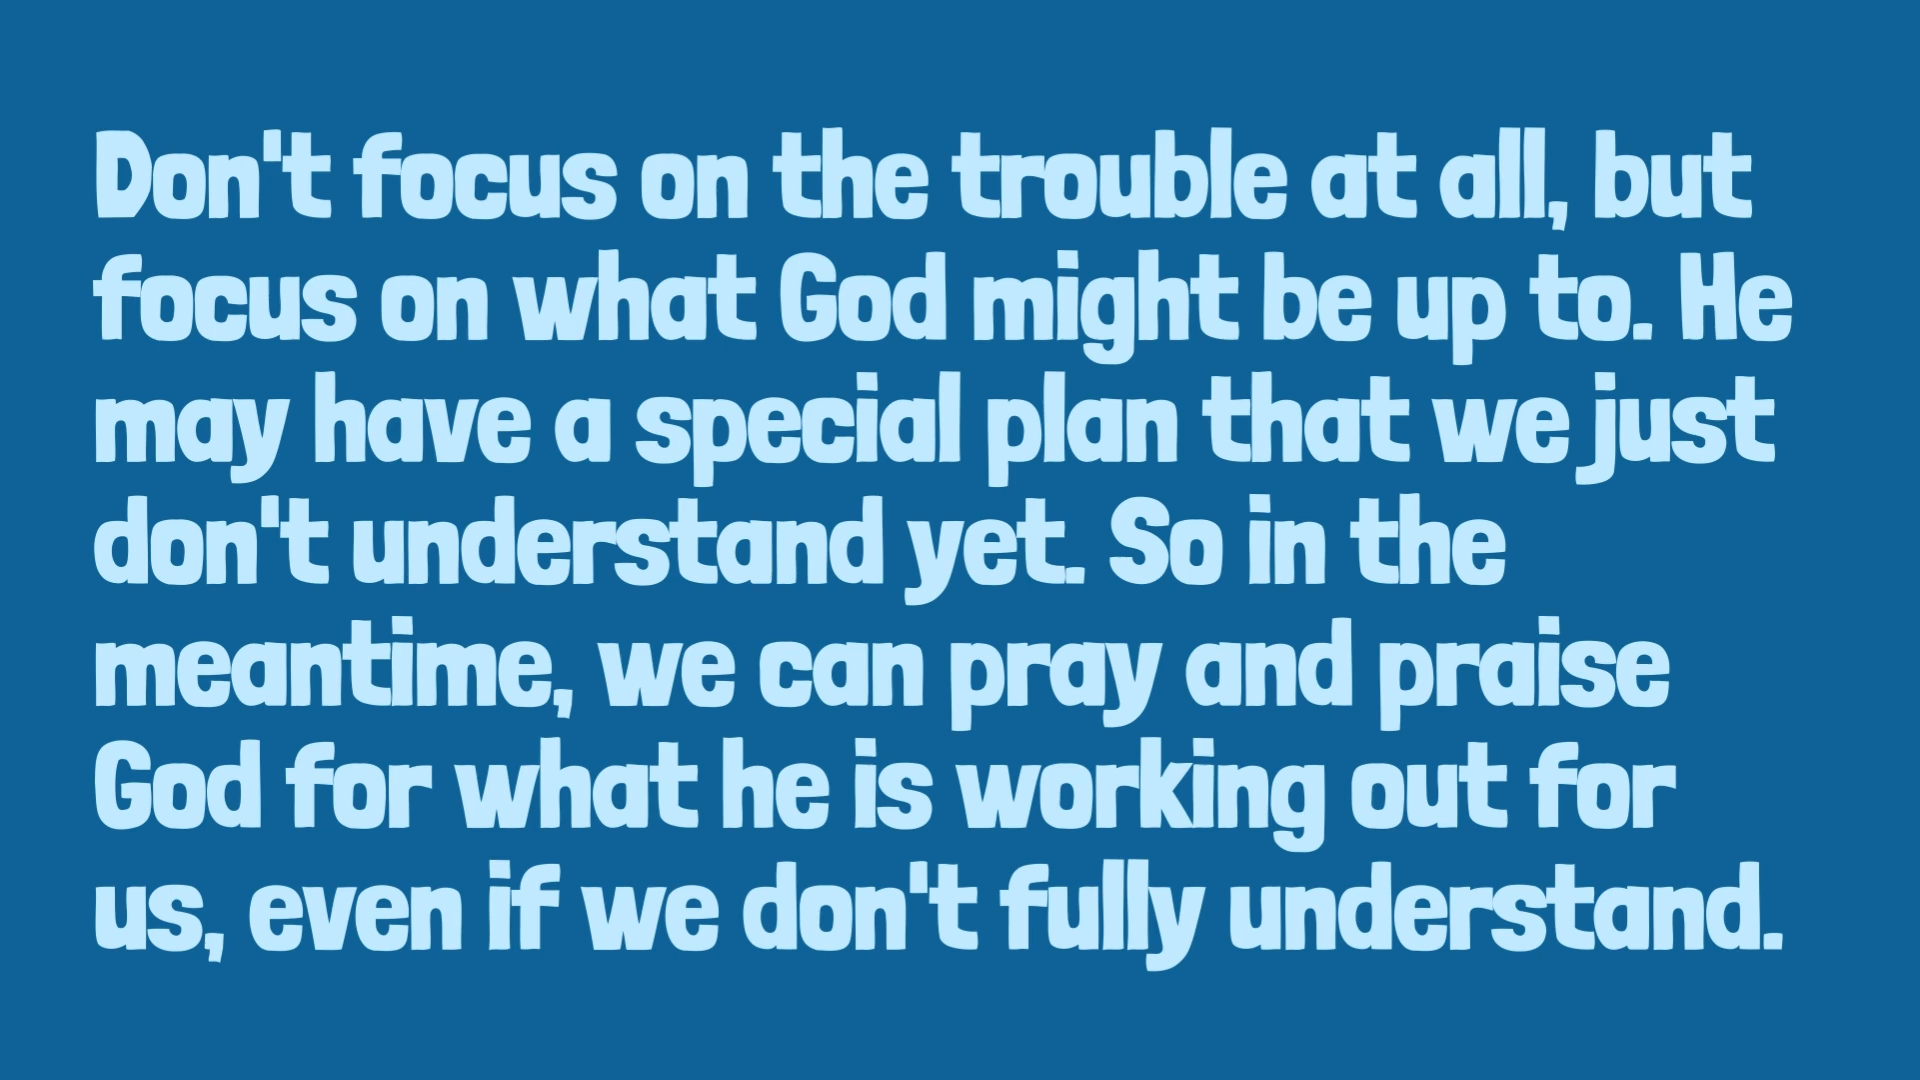 Don't focus on the trouble at all, but
focus on what God might be up to. He
may have a special plan that we just
don't understand yet. So in the
meantime, we can pray and praise
God for what he is working out for
us, even if we don't fully understand.